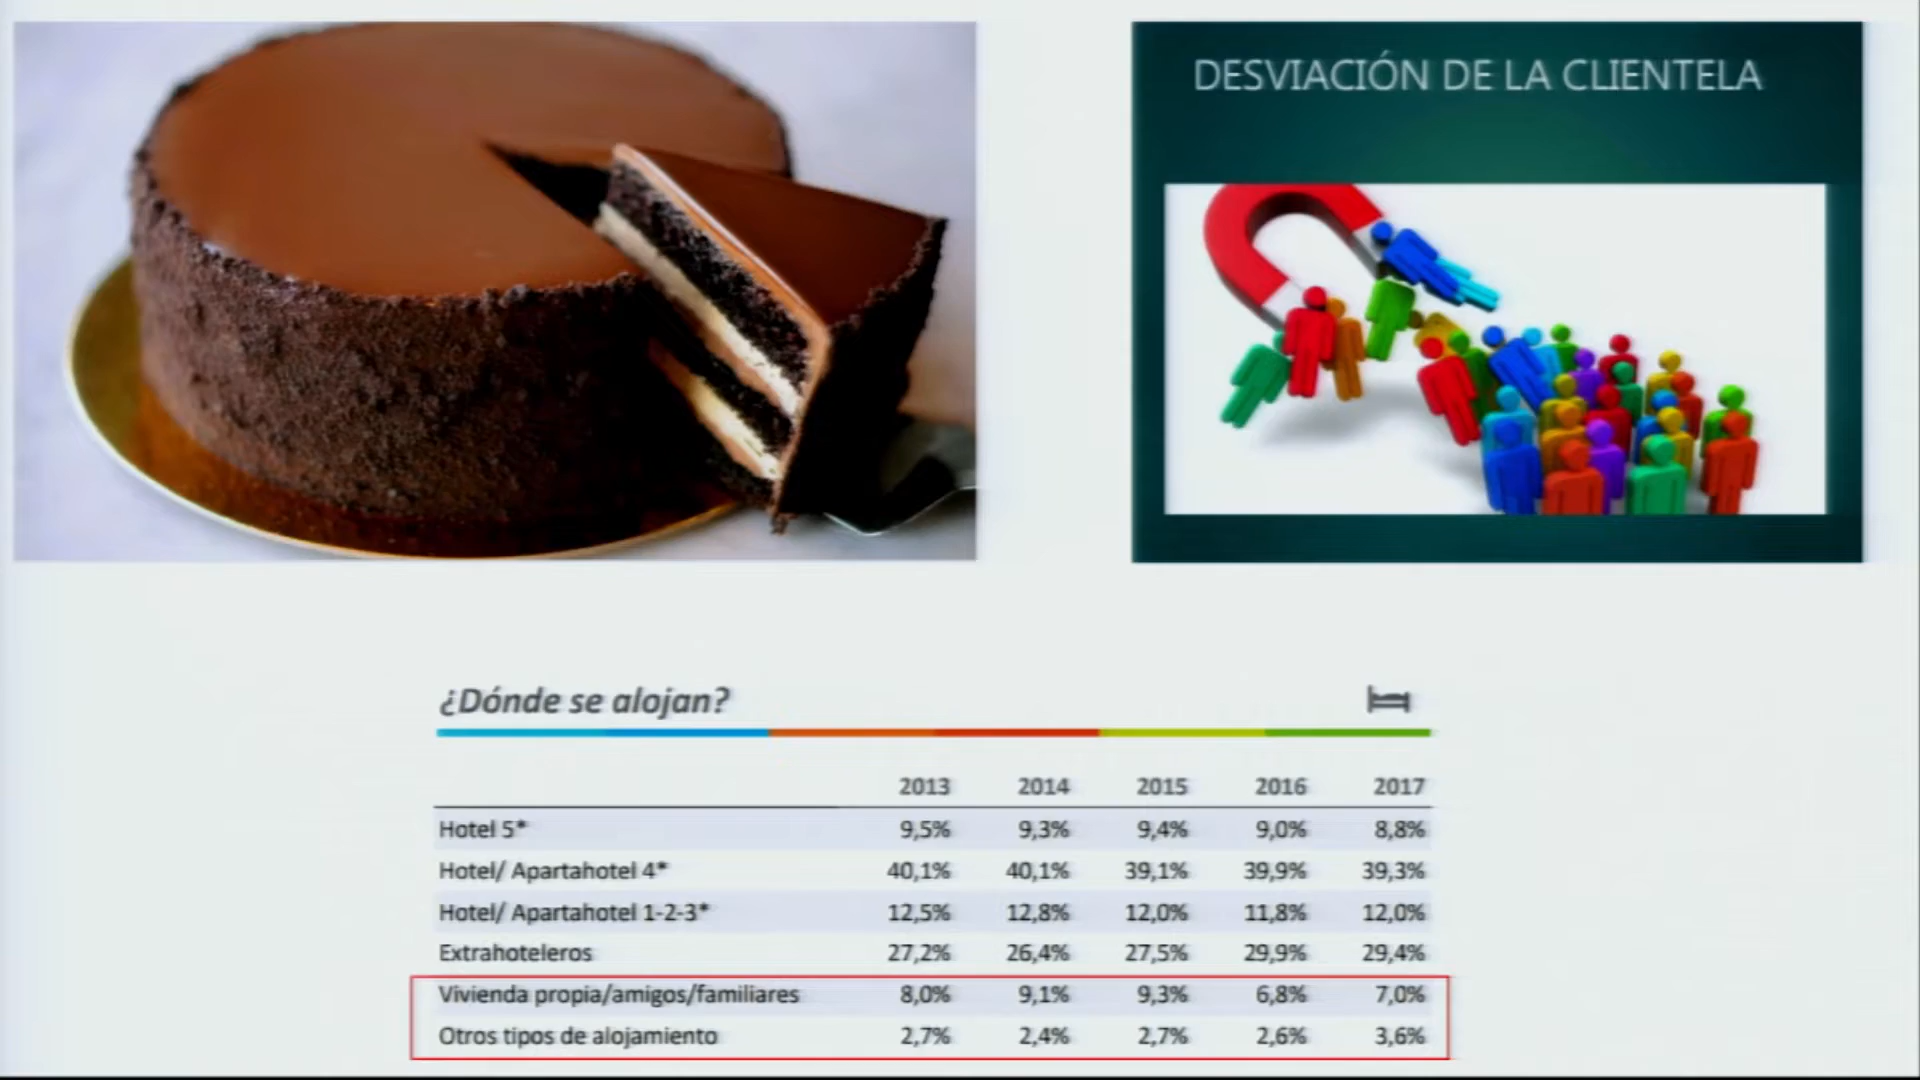 DESVIACIÓN DE LA CLIENTELA
¿Dónde se alojan?
2013 2014 2015 2016 2017
Hotel 5* 9,5% 9,3% 9,4% 9,0% 8,8%
Hotel/ Apartahotel 4* 40,1% 40,1% 39,1% 39,9% 39,3%
Hotel/ Apartahotel 1-2-3* 12,5% 12,8% 12,0% 11,8% 12,0%
Extrahoteleros 27,2% 26,4% 27,5% 29,9% 29,4%
Vivienda propia/amigos/familiares 8,0% 9,1% 9,3% 6,8% 7,0%
Otros tipos de alojamiento 2,7% 2,4% 2,7% 2,6% 3,6%